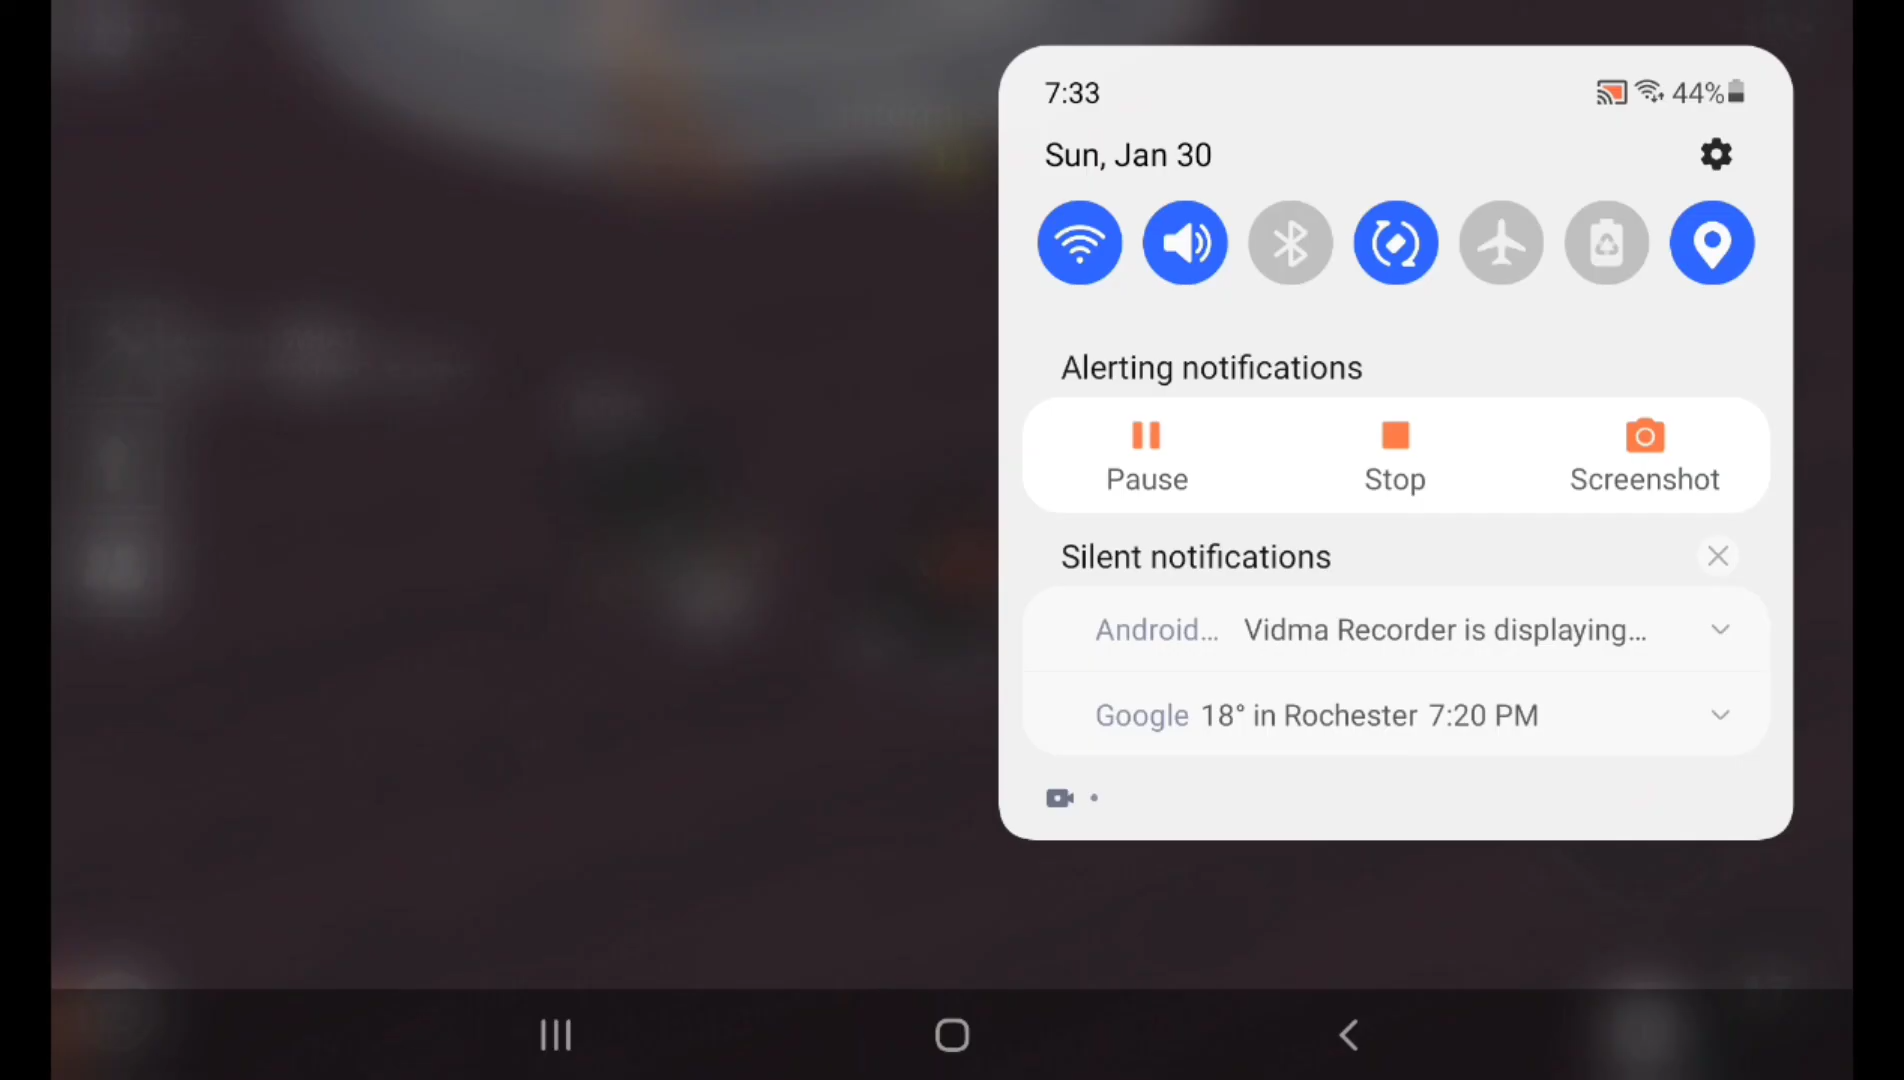 7:33
44%
Sun, Jan 30
Alerting notifications
Pause
Stop
Screenshot
Silent notifications
Android… Vidma Recorder is displaying…
Google 18° in Rochester 7:20 PM